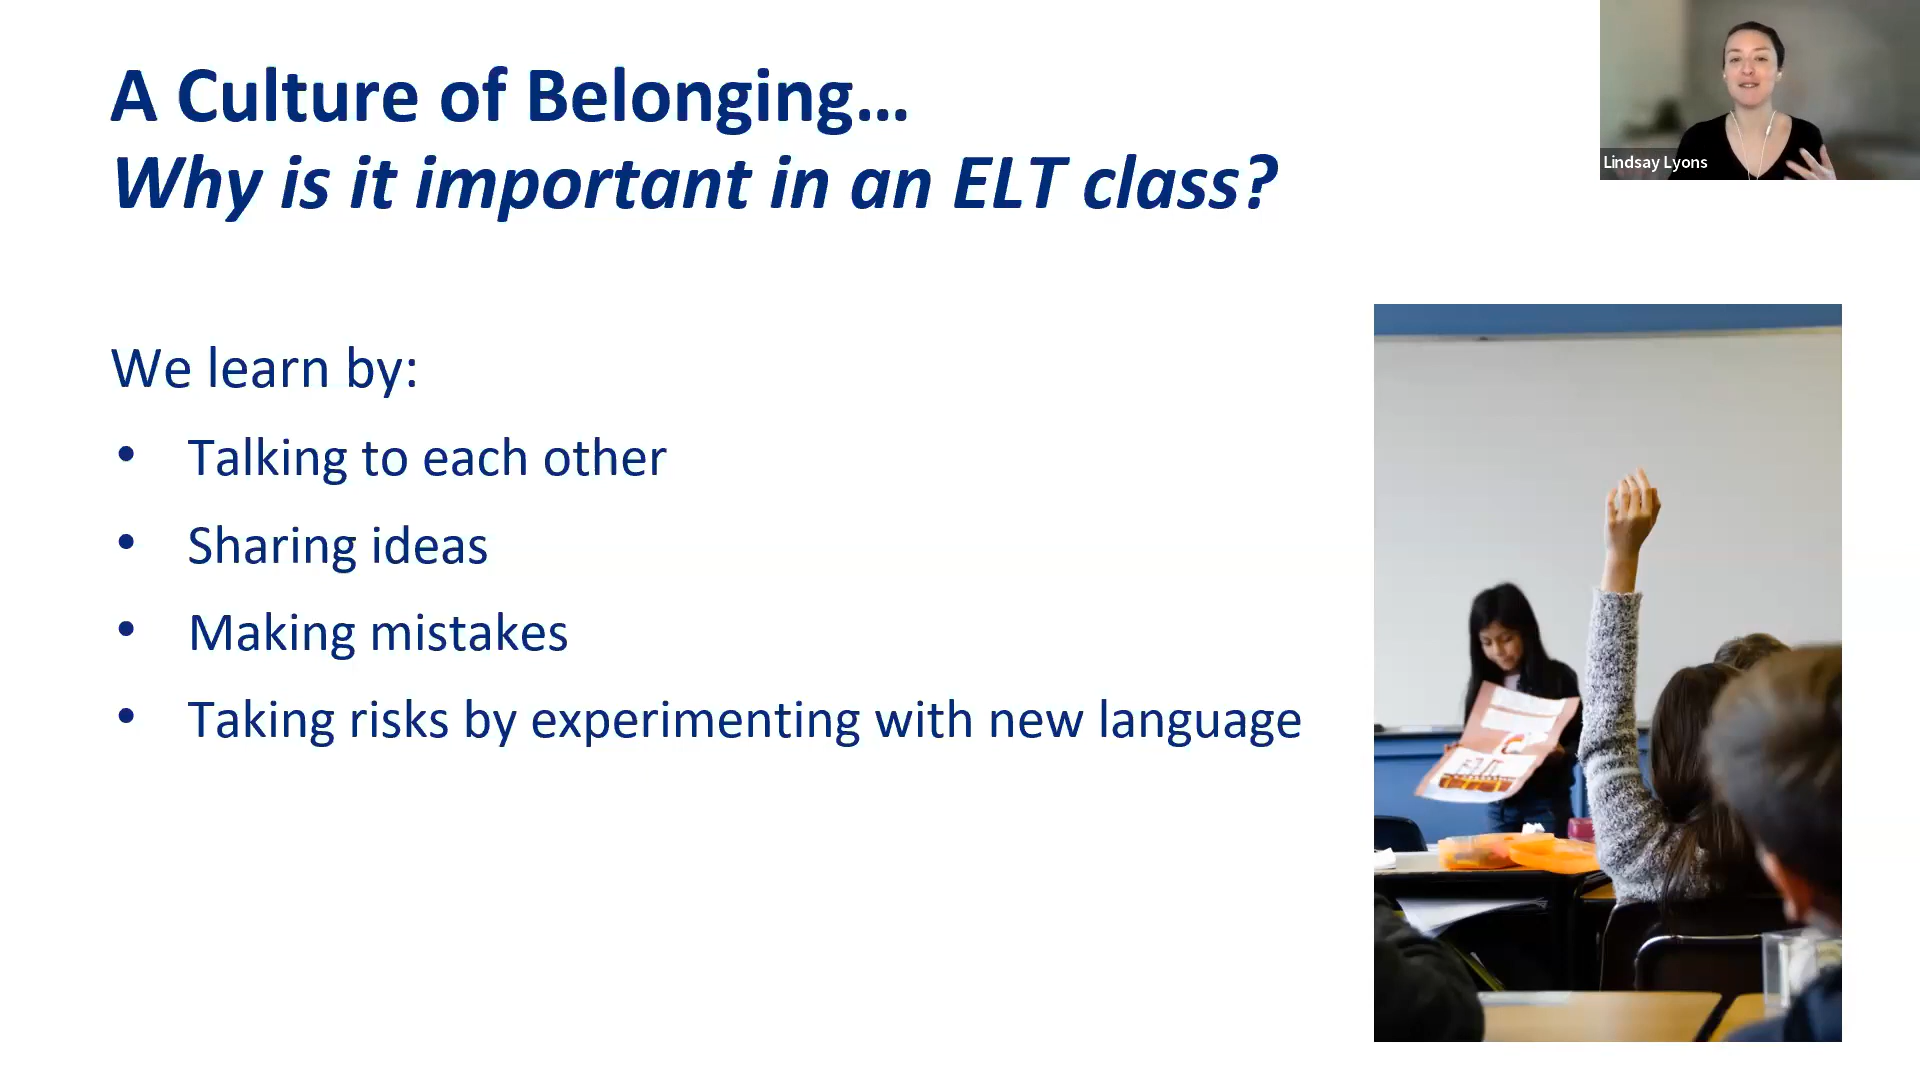 A Culture of Belonging…
Why is it important in an ELT class?
Lindsay Lyons
We learn by:
• Talking to each other
• Sharing ideas
• Making mistakes
• Taking risks by experimenting with new language